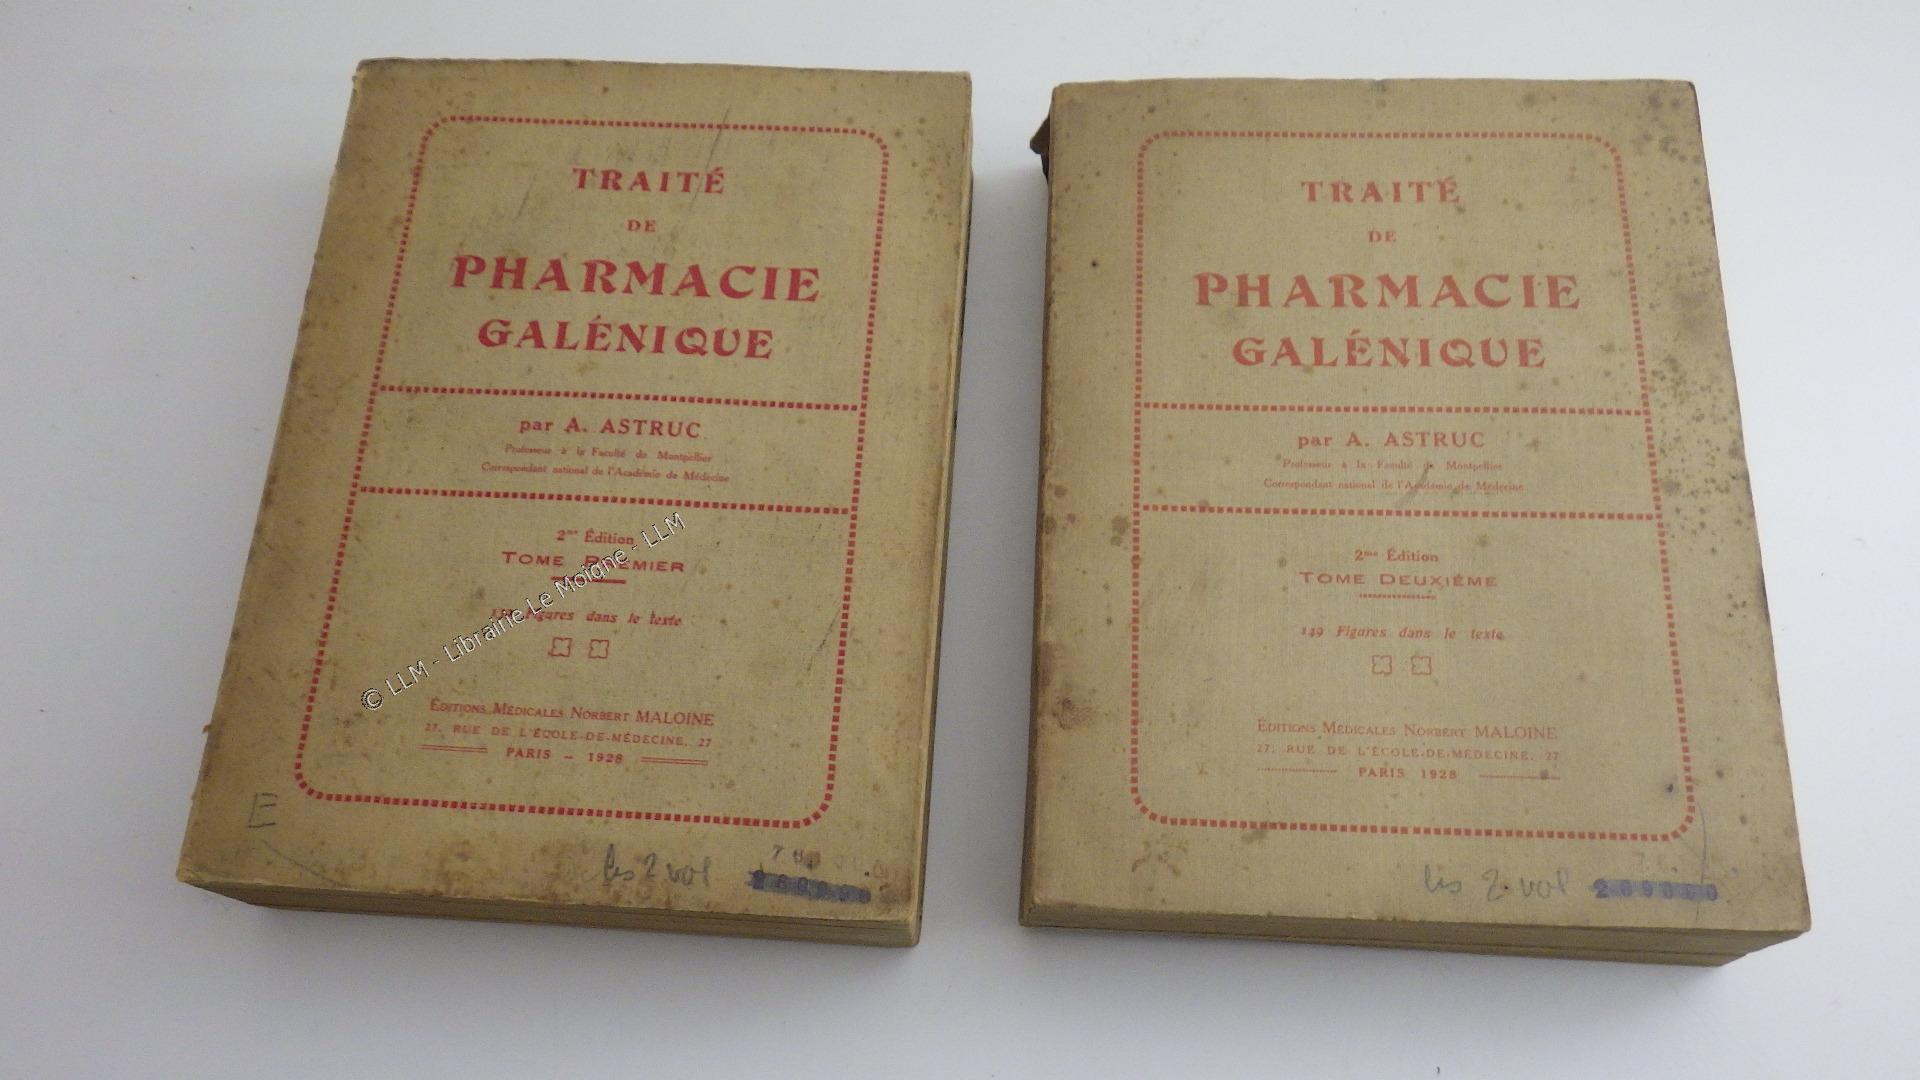 TRAITÉ
DE
PHARMACIE
GALÉNIQUE
par A. ASTRUC
Professeur à la Faculté de Montpellier
Correspondant national de l'Académie de Médecine
2me Édition
TOME PREMIER
Figures dans le texte
ÉDITIONS MÉDICALES NORBERT MALOINE
27, RUE DE L'ÉCOLE-DE-MÉDECINE, 27
PARIS - 1928
E
les 2 vol
© LLM - Librairie Le Moigne - LLM
TRAITÉ
DE
PHARMACIE
GALÉNIQUE
par A. ASTRUC
Professeur à la Faculté de Montpellier
Correspondant national de l'Académie de Médecine
2me Édition
TOME DEUXIÈME
149 Figures dans le texte
ÉDITIONS MÉDICALES NORBERT MALOINE
27, RUE DE L'ÉCOLE-DE-MÉDECINE, 27
PARIS 1928
les 2 vol